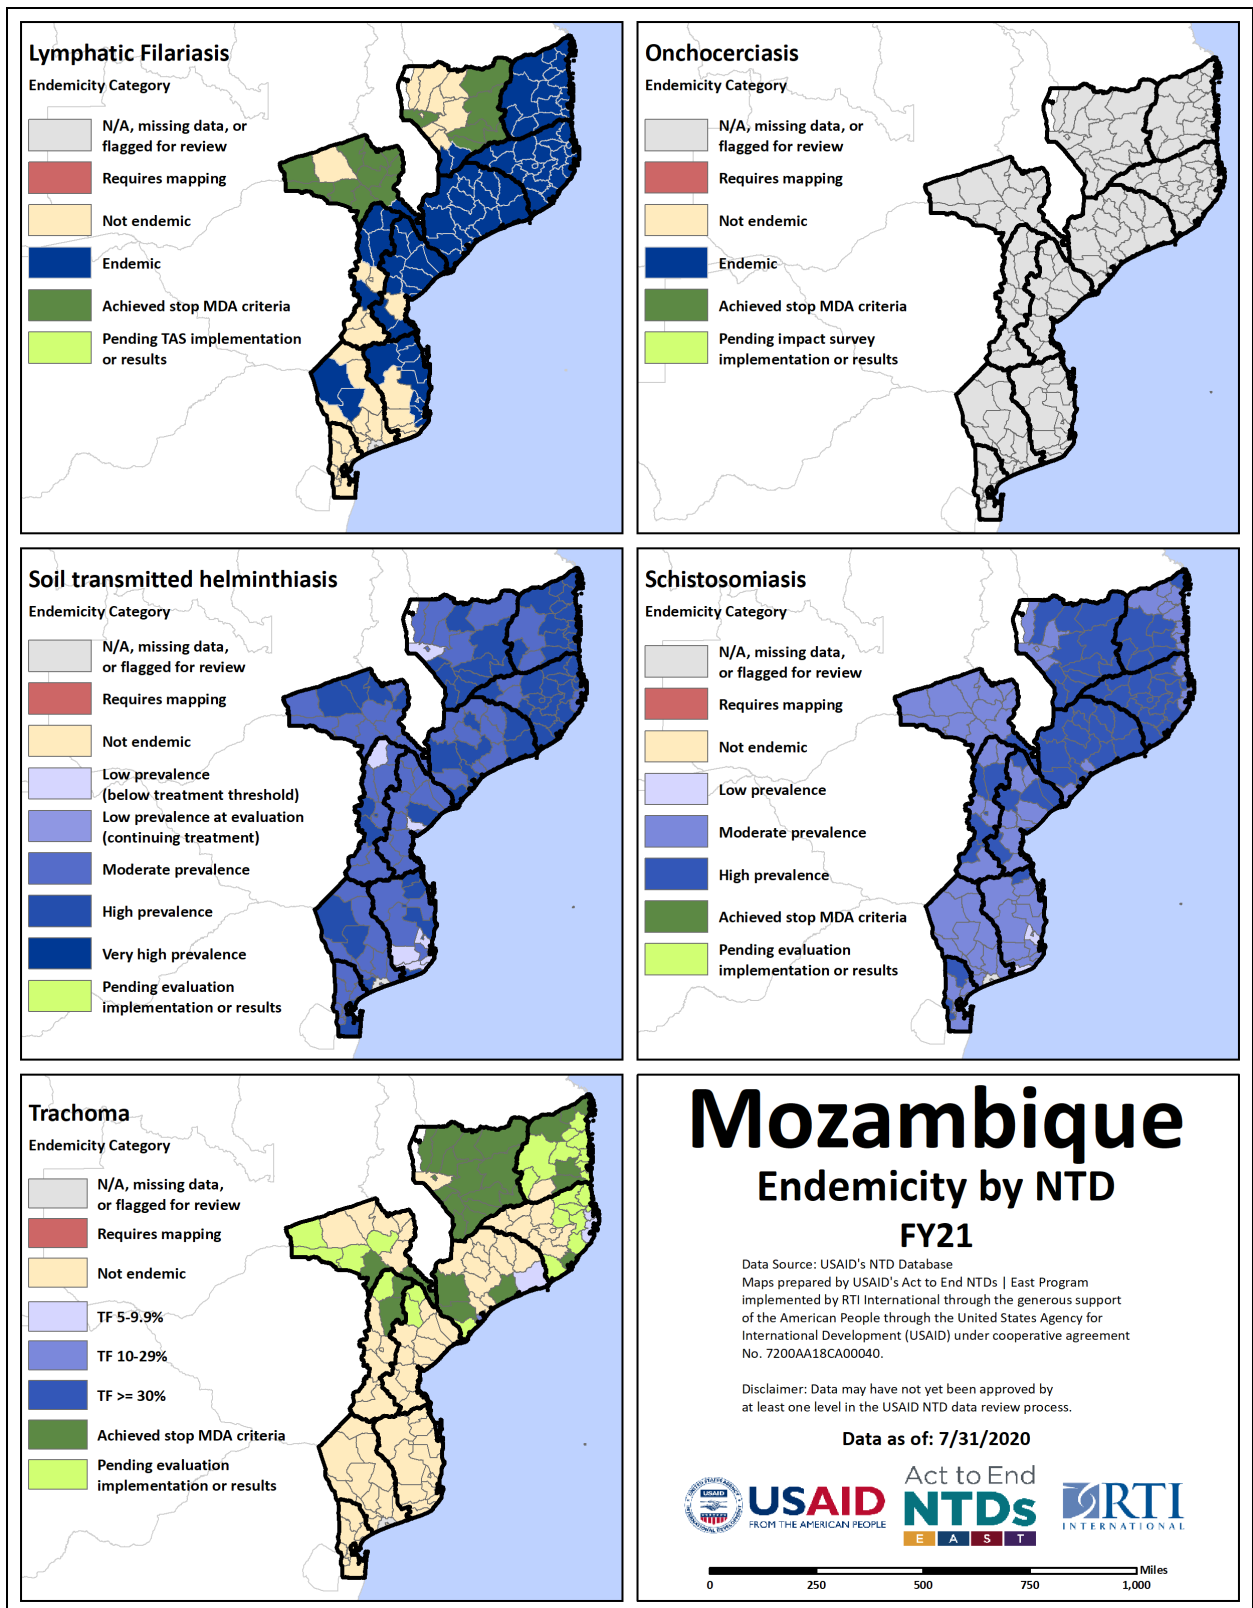 Lymphatic Filariasis
Endemicity Category
N/A, missing data, or
flagged for review
Requires mapping
Not endemic
Endemic
Achieved stop MDA criteria
Pending TAS implementation
or results
Onchocerciasis
Endemicity Category
N/A, missing data, or
flagged for review
Requires mapping
Not endemic
Endemic
Achieved stop MDA criteria
Pending impact survey
implementation or results
Soil transmitted helminthiasis
Endemicity Category
N/A, missing data,
or flagged for review
Requires mapping
Not endemic
Low prevalence
(below treatment threshold)
Low prevalence at evaluation
(continuing treatment)
Moderate prevalence
High prevalence
Very high prevalence
Pending evaluation
implementation or results
Schistosomiasis
Endemicity Category
N/A, missing data,
or flagged for review
Requires mapping
Not endemic
Low prevalence
Moderate prevalence
High prevalence
Achieved stop MDA criteria
Pending evaluation
implementation or results
Trachoma
Endemicity Category
N/A, missing data,
or flagged for review
Requires mapping
Not endemic
TF 5-9.9%
TF 10-29%
TF >= 30%
Achieved stop MDA criteria
Pending evaluation
implementation or results
Mozambique
Endemicity by NTD
FY21
Data Source: USAID's NTD Database
Maps prepared by USAID's Act to End NTDs | East Program
implemented by RTI International through the generous support
of the American People through the United States Agency for
International Development (USAID) under cooperative agreement
No. 7200AA18CA00040.
Disclaimer: Data may have not yet been approved by
at least one level in the USAID NTD data review process.
Data as of: 7/31/2020
UNITED STATES AGENCY
USAID
INTERNATIONAL DEVELOPMENT
USAID
FROM THE AMERICAN PEOPLE
Act to End
NTDs
EAST
RTI
INTERNATIONAL
Miles
0 250 500 750 1,000